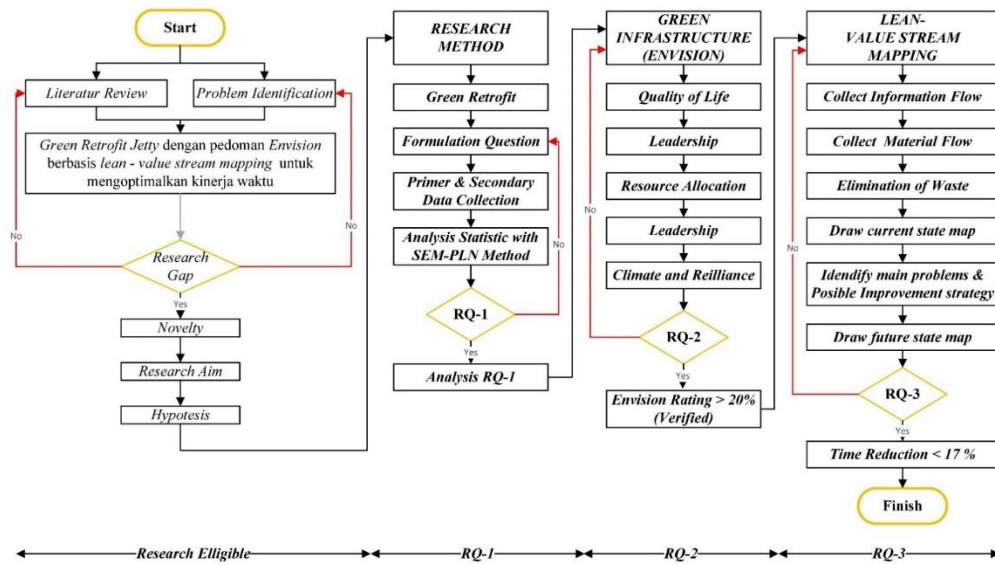 Start
Literatur Review
Problem Identification
Green Retrofit Jetty dengan pedoman Envision
berbasis lean - value stream mapping untuk
mengoptimalkan kinerja waktu
No
No
Research
Gap
Yes
Novelty
Research Aim
Hypotesis
RESEARCH
METHOD
Green Retrofit
Formulation Question
Primer & Secondary
Data Collection
Analysis Statistic with
SEM-PLN Method
No
RQ-1
Yes
Analysis RQ-1
GREEN
INFRASTRUCTURE
(ENVISION)
Quality of Life
Leadership
Resource Allocation
Leadership
Climate and Reilliance
No
RQ-2
Yes
Envision Rating > 20%
(Verified)
LEAN-
VALUE STREAM
MAPPING
Collect Information Flow
Collect Material Flow
Elimination of Waste
Draw current state map
Idendify main problems &
Posible Improvement strategy
Draw future state map
No
RQ-3
Yes
Time Reduction < 17 %
Finish
Research Elligible
RQ-1
RQ-2
RQ-3